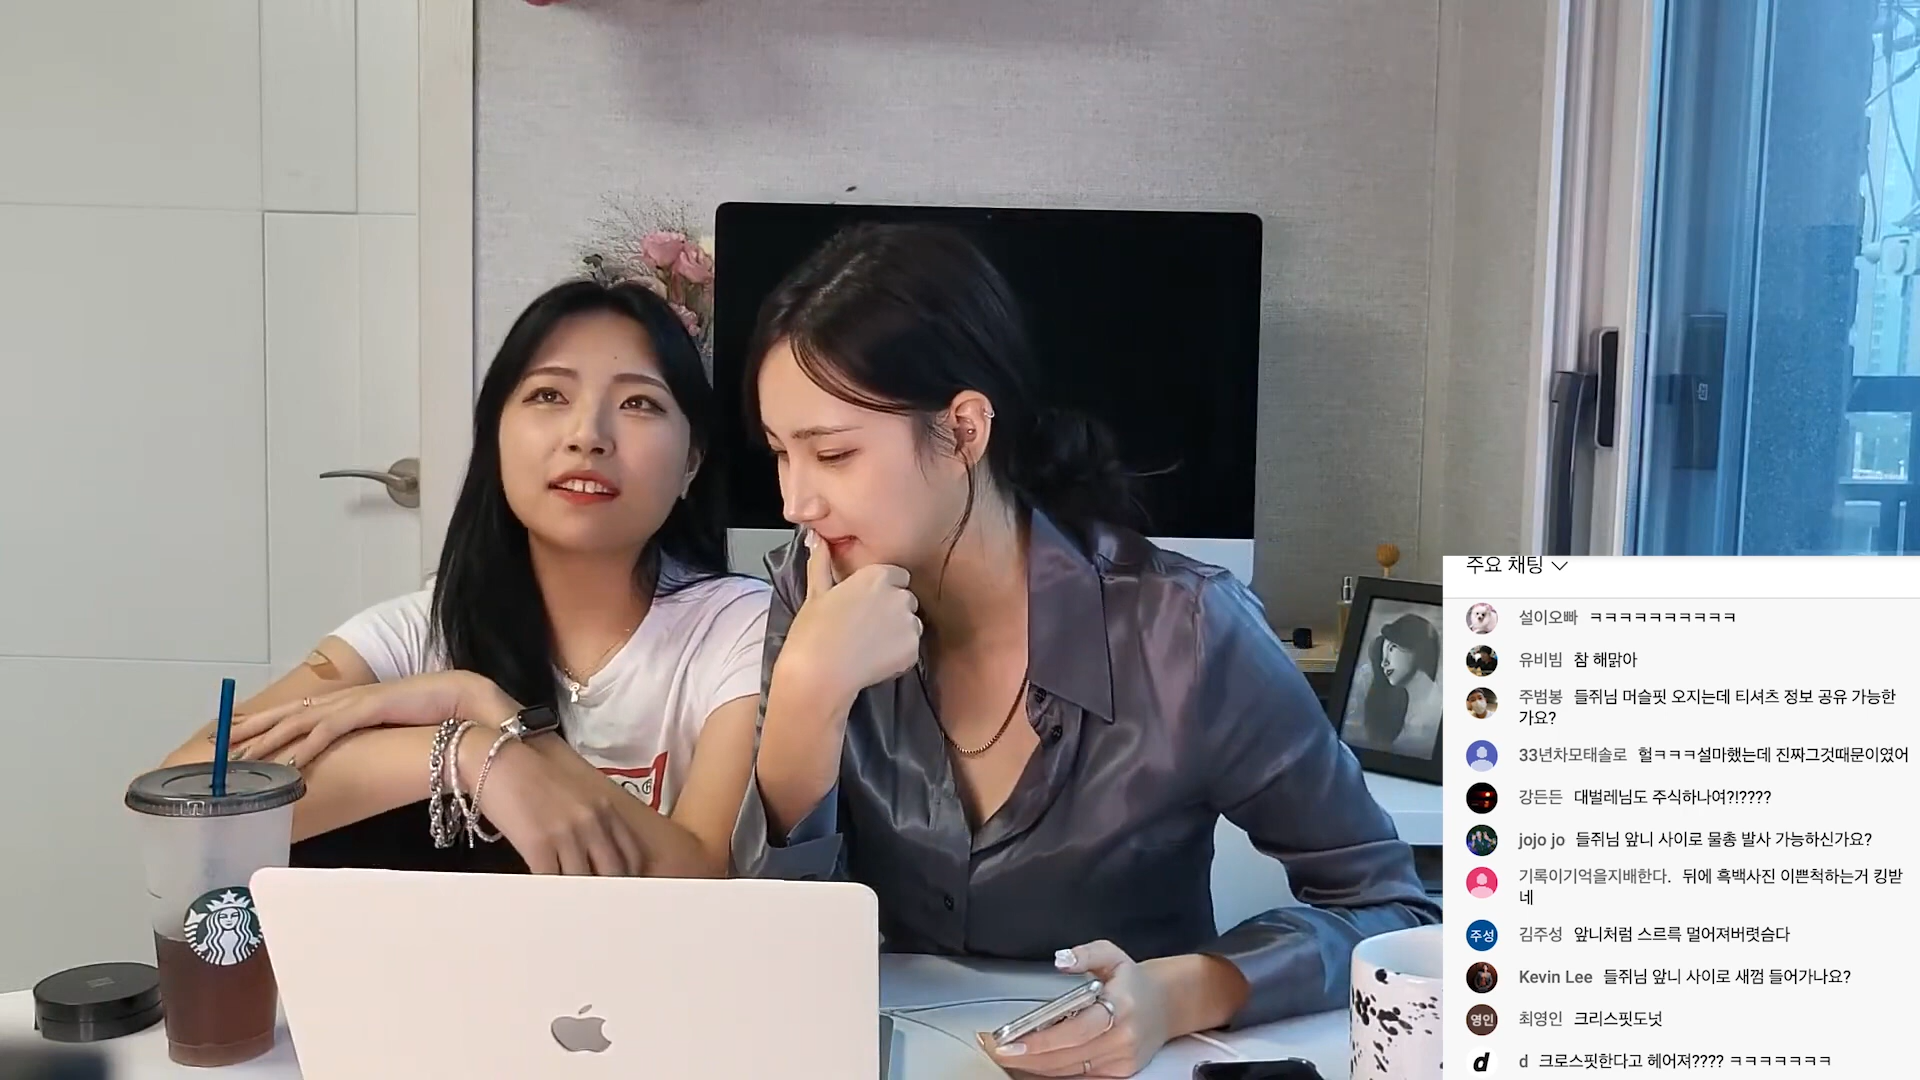 주요 채팅
설이오빠 ㅋㅋㅋㅋㅋㅋㅋㅋㅋㅋ
유비빔 참 해맑아
주범봉 들쥐님 머슬핏 오지는데 티셔츠 정보 공유 가능한
가요?
33년차모태솔로 헐ㅋㅋㅋ설마했는데 진짜그것때문이였어
강든든 대벌레님도 주식하나여?!????
jojo jo 들쥐님 앞니 사이로 물총 발사 가능하신가요?
기록이기억을지배한다. 뒤에 흑백사진 이쁜척하는거 킹받
네
주성 김주성 앞니처럼 스르륵 멀어져버렷슴다
Kevin Lee 들쥐님 앞니 사이로 새껌 들어가나요?
영인 최영인 크리스핏도넛
d d 크로스핏한다고 헤어져???? ㅋㅋㅋㅋㅋㅋㅋ